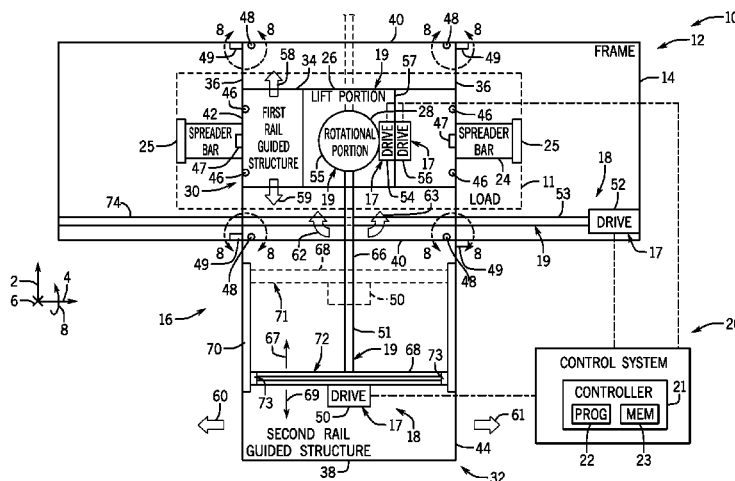 48 40 48 10
8 8 8 8 12
49 58 34 26 19 57 49 FRAME
36 36 14
46 LIFT PORTION 28 46
42
25 SPREADER BAR 47 FIRST RAIL GUIDED STRUCTURE ROTATIONAL PORTION DRIVE DRIVE 17 47 SPREADER BAR 25
56 24
46 55 19 17 54 46 11 18
30 59 LOAD 52
74 63 53 DRIVE
8 8 8 8 19 17
49 62 68 40 66 40 49
48 48
2 4
6 8
16 71 50 20
67 51
70 72 19 68
73 73
60 69 DRIVE 50 17 18 61
SECOND RAIL GUIDED STRUCTURE 44
38 32
CONTROL SYSTEM
CONTROLLER 21
PROG MEM
22 23